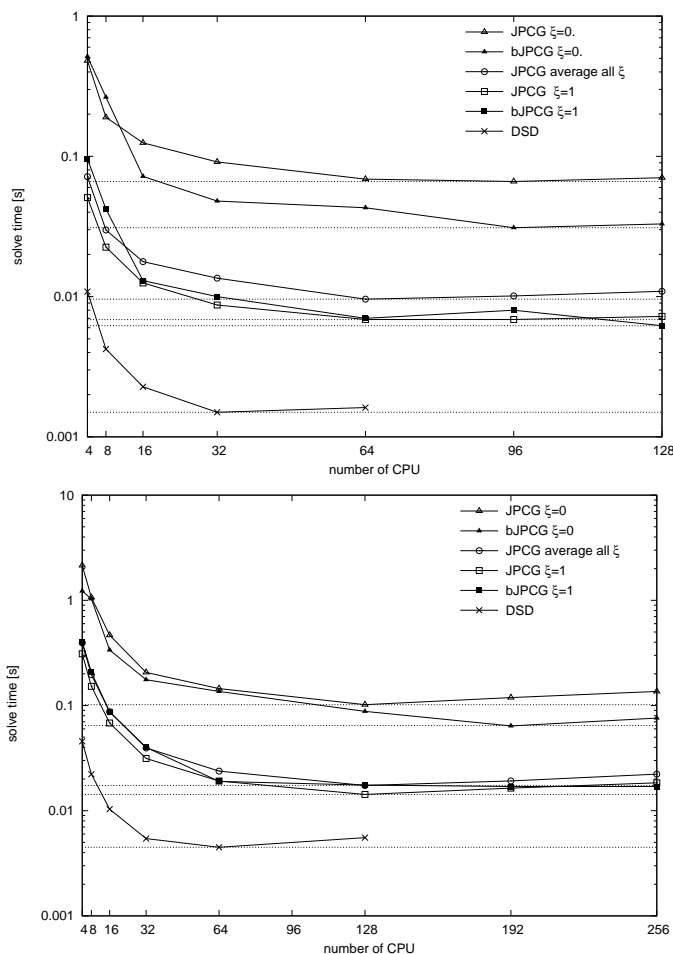 1
JPCG ξ=0.
bJPCG ξ=0.
JPCG average all ξ
JPCG ξ=1
bJPCG ξ=1
DSD
0.1
solve time [s]
0.01
0.001
4 8 16 32 64 96 128
number of CPU
10
JPCG ξ=0
bJPCG ξ=0
JPCG average all ξ
JPCG ξ=1
bJPCG ξ=1
DSD
1
solve time [s]
0.1
0.01
0.001
4 8 16 32 64 96 128 192 256
number of CPU